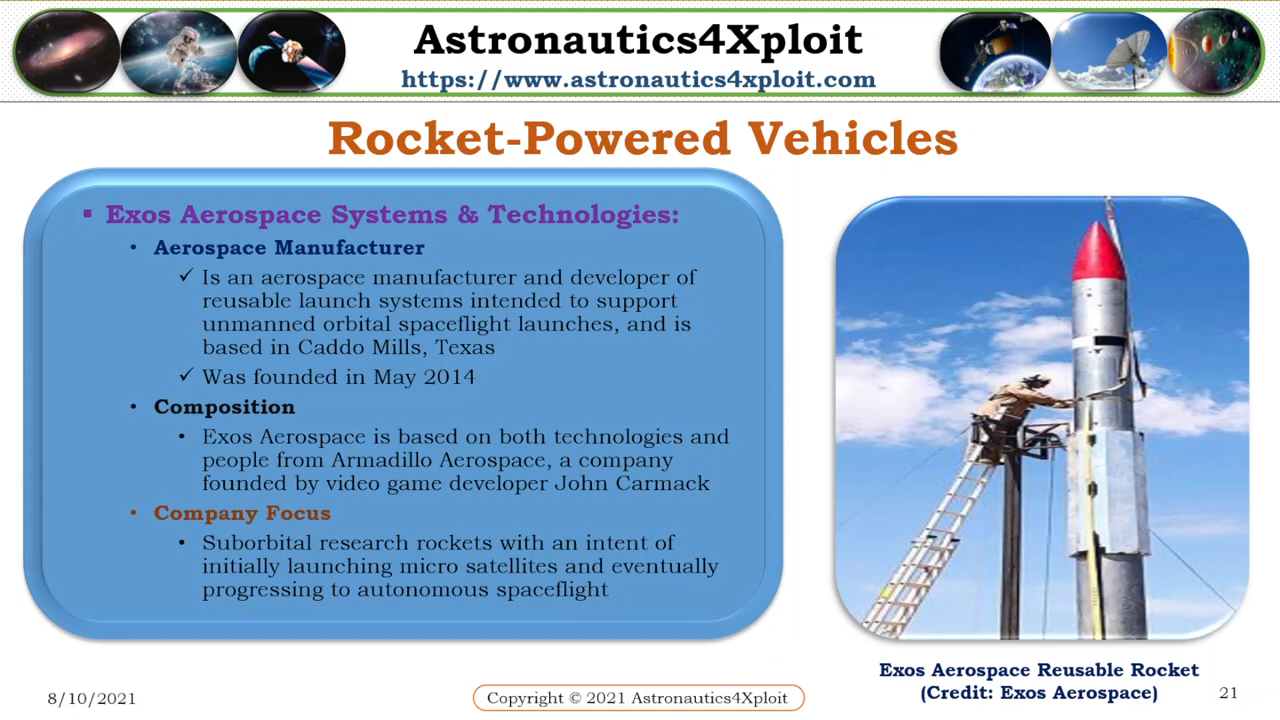 Astronautics4Xploit
https://www.astronautics4xploit.com
Rocket-Powered Vehicles
▪ Exos Aerospace Systems & Technologies:
• Aerospace Manufacturer
✓ Is an aerospace manufacturer and developer of
reusable launch systems intended to support
unmanned orbital spaceflight launches, and is
based in Caddo Mills, Texas
✓ Was founded in May 2014
• Composition
• Exos Aerospace is based on both technologies and
people from Armadillo Aerospace, a company
founded by video game developer John Carmack
• Company Focus
• Suborbital research rockets with an intent of
initially launching micro satellites and eventually
progressing to autonomous spaceflight
Exos Aerospace Reusable Rocket
(Credit: Exos Aerospace)
8/10/2021
Copyright © 2021 Astronautics4Xploit
21